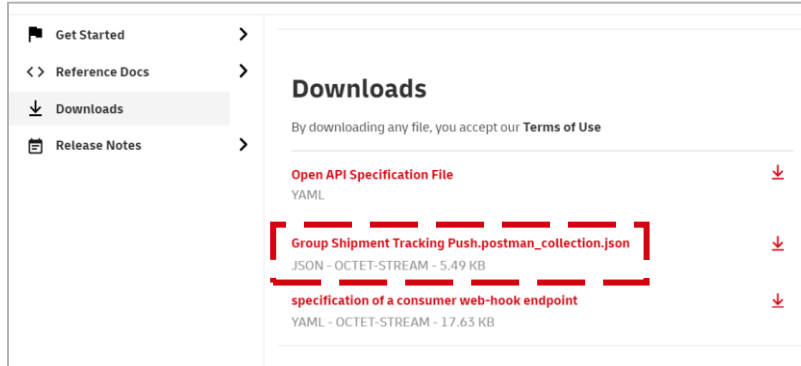 Get Started
Reference Docs
Downloads
Release Notes
Downloads
By downloading any file, you accept our Terms of Use
Open API Specification File
YAML
Group Shipment Tracking Push.postman_collection.json
JSON - OCTET-STREAM - 5.49 KB
specification of a consumer web-hook endpoint
YAML - OCTET-STREAM - 17.63 KB